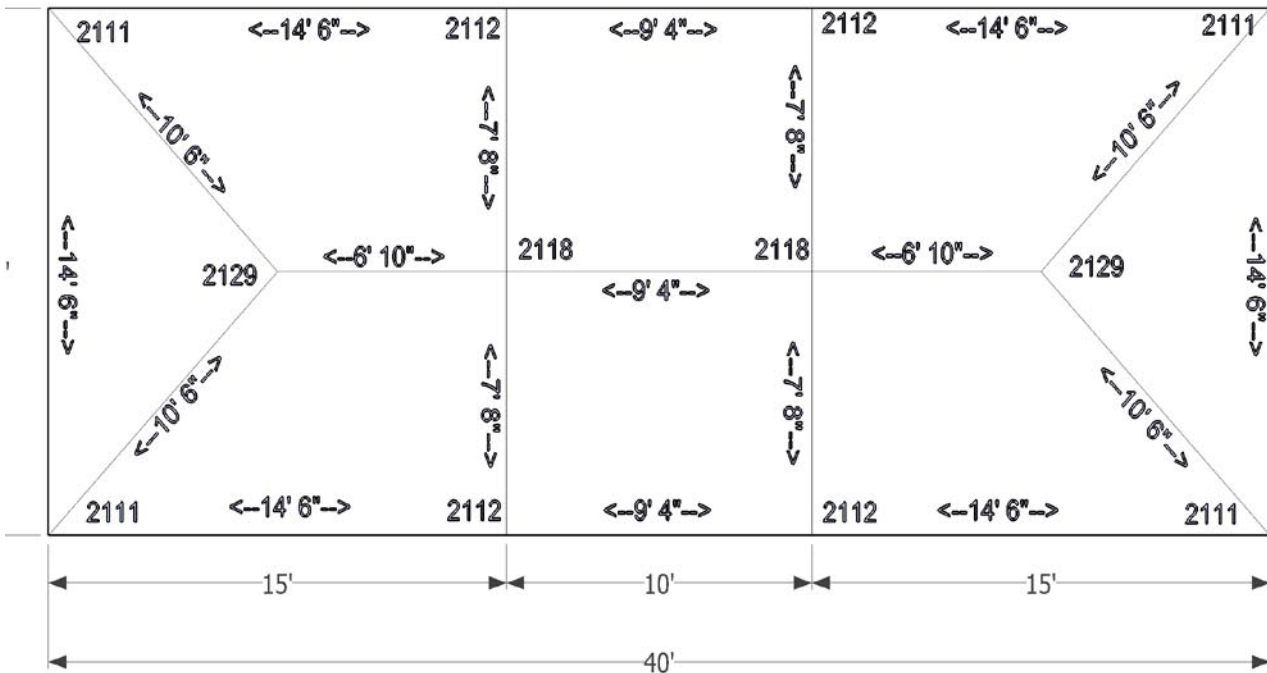 2111 <--14' 6"--> 2112 <--9' 4"--> 2112 <--14' 6"--> 2111
<--10' 6"--> <--7' 8"--> <--7' 8"--> <--10' 6"-->
<--14' 6"--> 2129 <--6' 10"--> 2118 2118 <--6' 10"--> 2129 <--14' 6"-->
<--9' 4"-->
<--10' 6"--> <--7' 8"--> <--7' 8"--> <--10' 6"-->
2111 <--14' 6"--> 2112 <--9' 4"--> 2112 <--14' 6"--> 2111
15' 10' 15'
40'